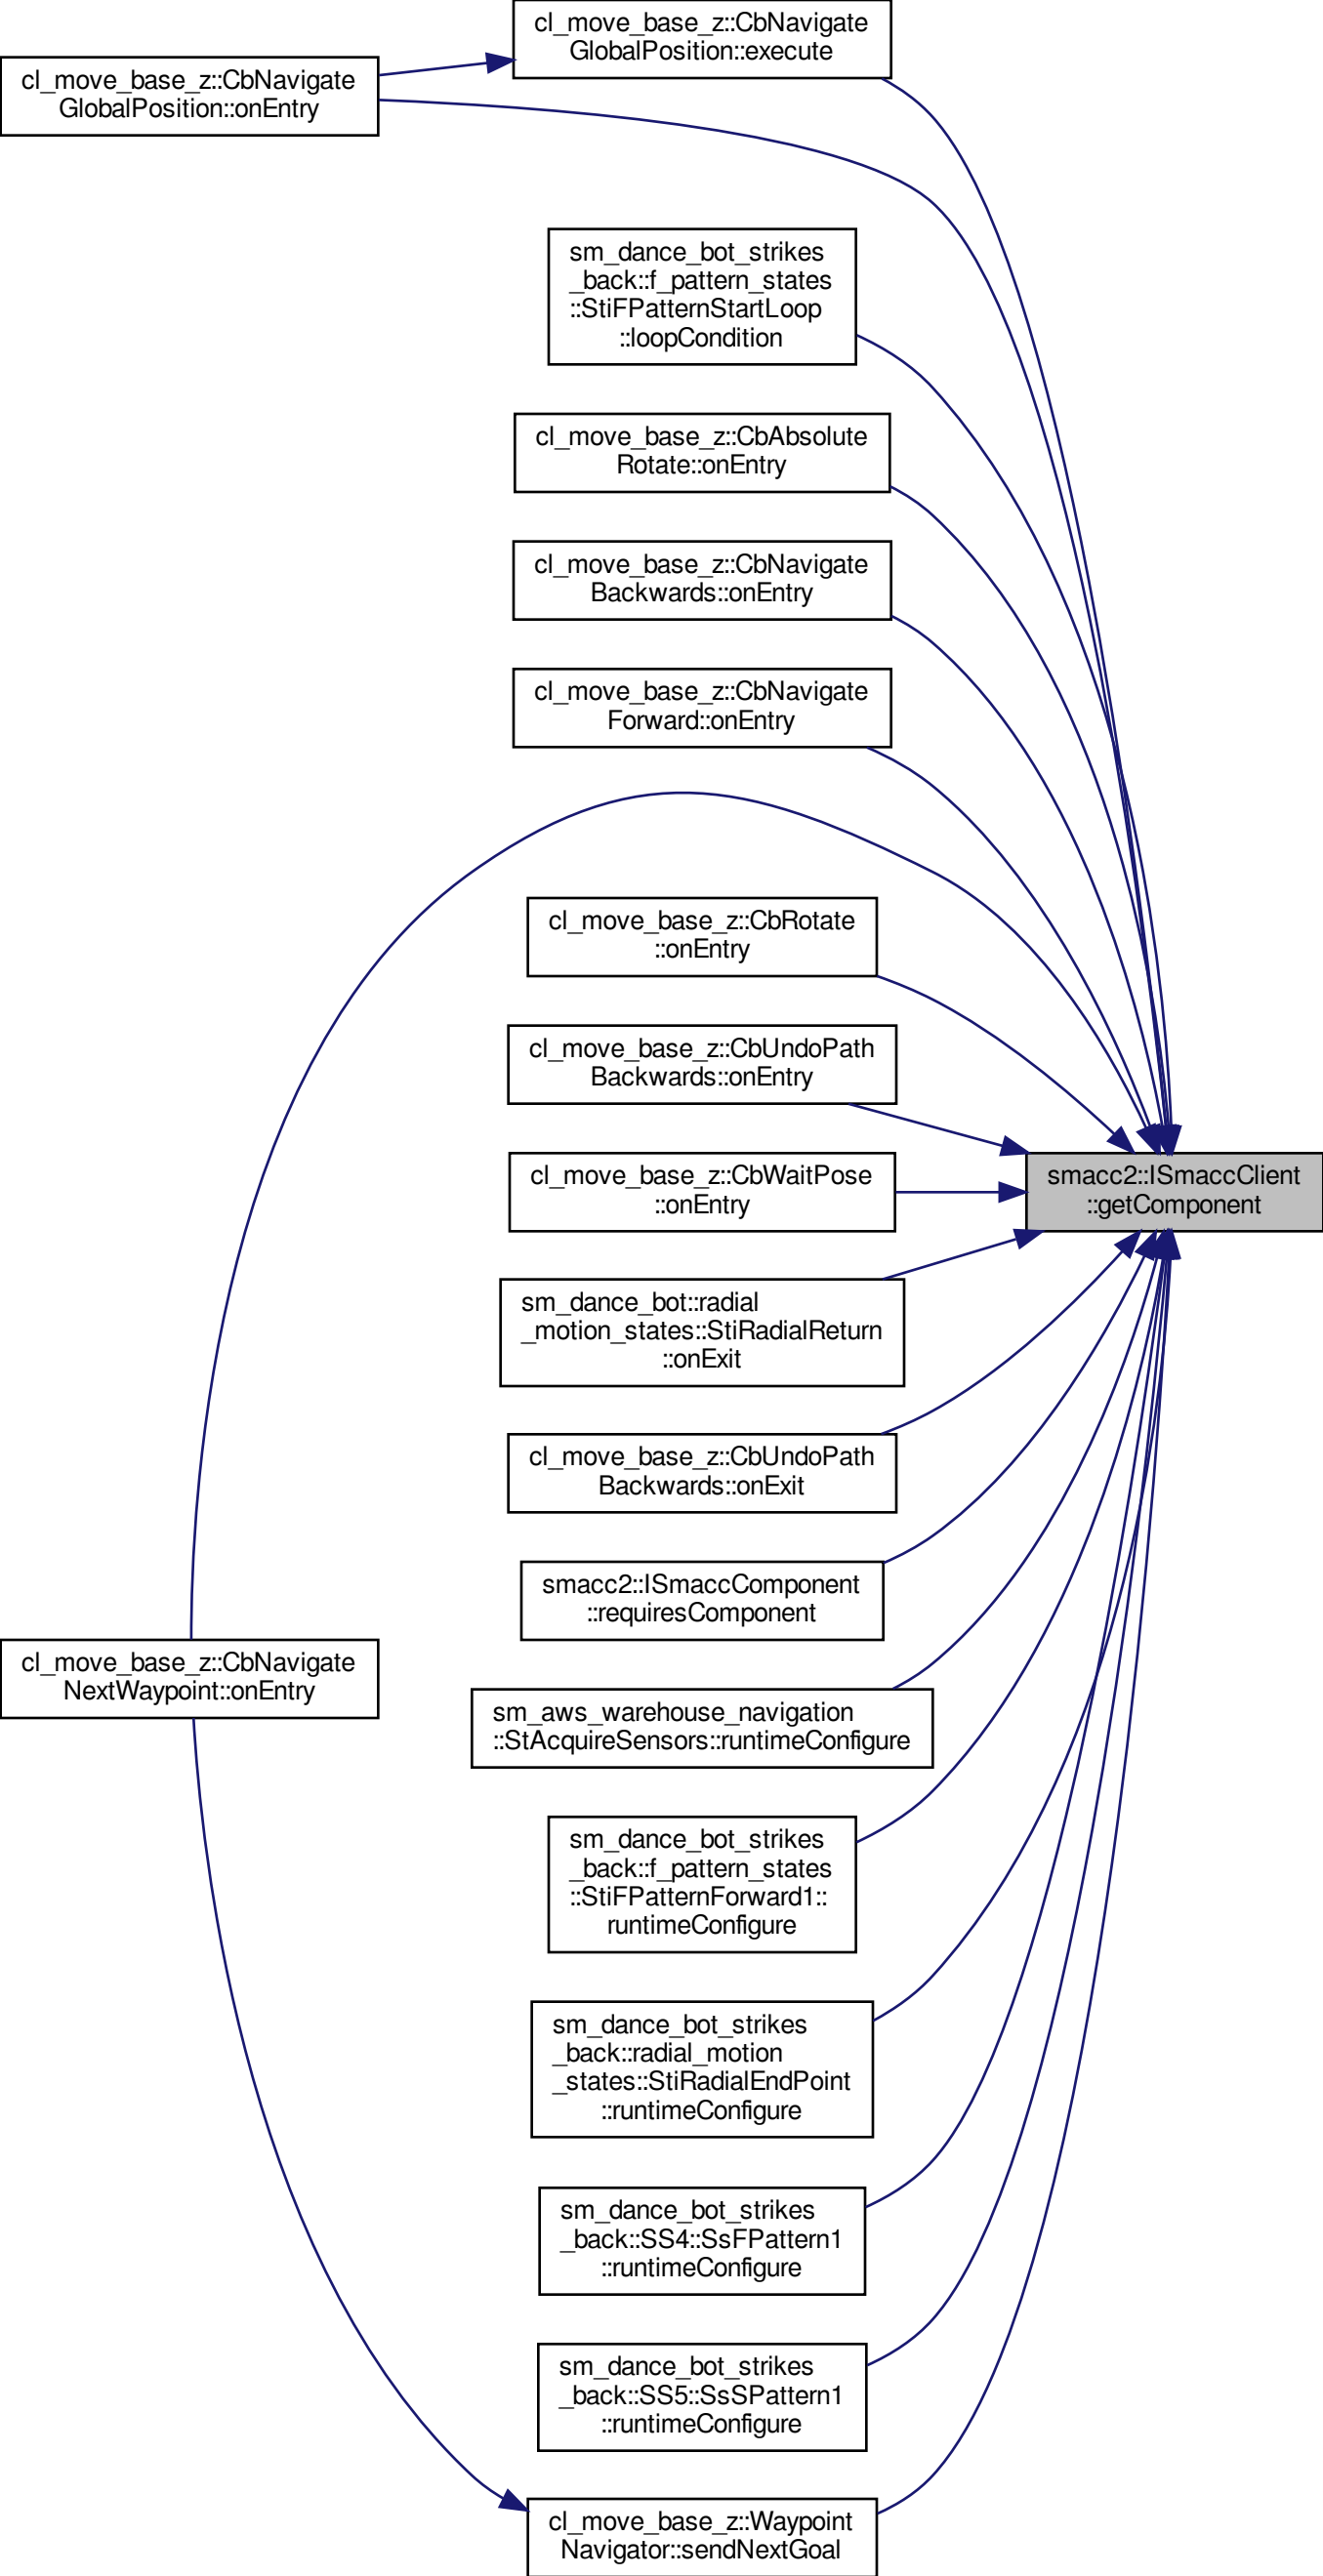 cl_move_base_z::CbNavigate
GlobalPosition::execute
cl_move_base_z::CbNavigate
GlobalPosition::onEntry
sm_dance_bot_strikes
_back::f_pattern_states
::StiFPatternStartLoop
::loopCondition
cl_move_base_z::CbAbsolute
Rotate::onEntry
cl_move_base_z::CbNavigate
Backwards::onEntry
cl_move_base_z::CbNavigate
Forward::onEntry
cl_move_base_z::CbRotate
::onEntry
cl_move_base_z::CbUndoPath
Backwards::onEntry
cl_move_base_z::CbWaitPose
::onEntry
smacc2::ISmaccClient
::getComponent
sm_dance_bot::radial
_motion_states::StiRadialReturn
::onExit
cl_move_base_z::CbUndoPath
Backwards::onExit
smacc2::ISmaccComponent
::requiresComponent
cl_move_base_z::CbNavigate
NextWaypoint::onEntry
sm_aws_warehouse_navigation
::StAcquireSensors::runtimeConfigure
sm_dance_bot_strikes
_back::f_pattern_states
::StiFPatternForward1::
runtimeConfigure
sm_dance_bot_strikes
_back::radial_motion
_states::StiRadialEndPoint
::runtimeConfigure
sm_dance_bot_strikes
_back::SS4::SsFPattern1
::runtimeConfigure
sm_dance_bot_strikes
_back::SS5::SsSPattern1
::runtimeConfigure
cl_move_base_z::Waypoint
Navigator::sendNextGoal